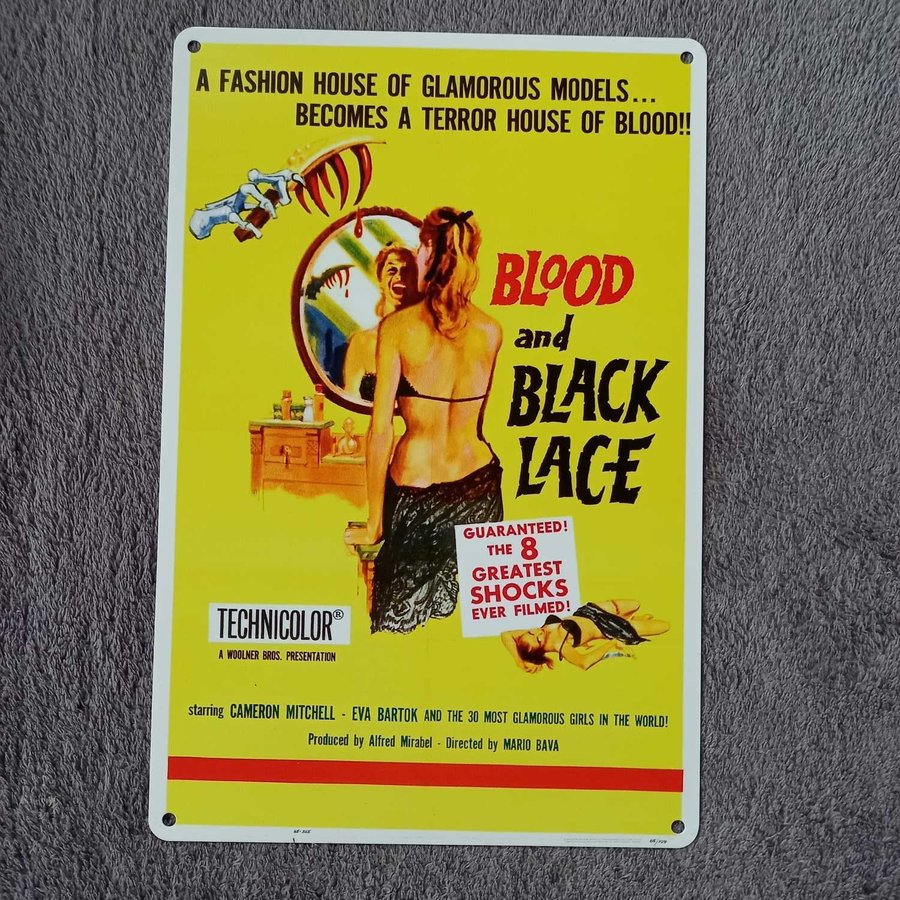 A FASHION HOUSE OF GLAMOROUS MODELS...
BECOMES A TERROR HOUSE OF BLOOD!!
BLOOD
and
BLACK
LACE
GUARANTEED!
THE 8
GREATEST
SHOCKS
EVER FILMED!
TECHNICOLOR®
A WOOLNER BROS. PRESENTATION
starring CAMERON MITCHELL - EVA BARTOK AND THE 30 MOST GLAMOROUS GIRLS IN THE WORLD!
Produced by Alfred Mirabel - Directed by MARIO BAVA